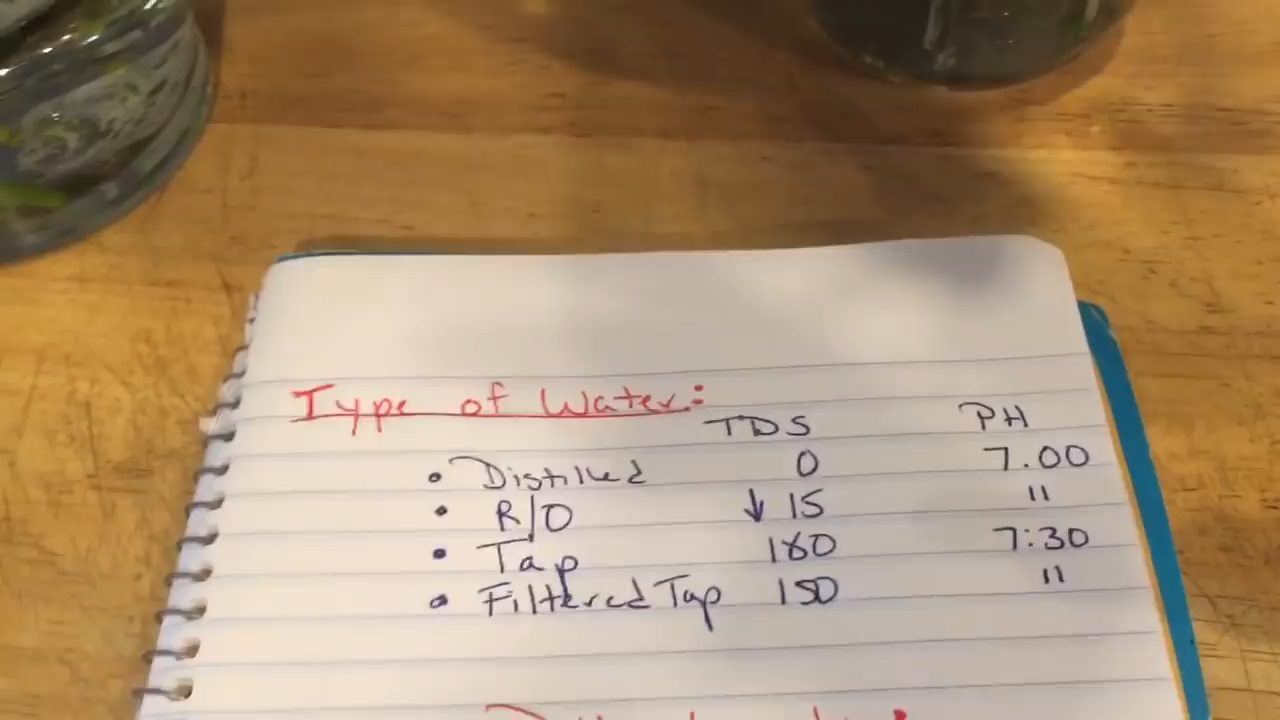 Type of Water:
TDS PH
• Distilled 0 7.00
• R/O ↓ 15 "
• Tap 180 7:30
• Filtered Tap 150 "